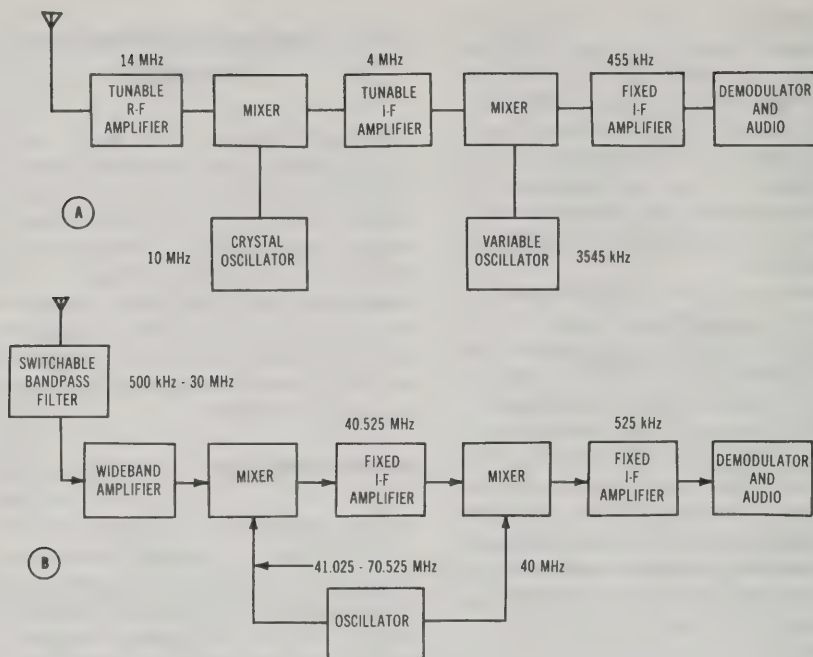 14 MHz
4 MHz
455 kHz
TUNABLE
R-F
AMPLIFIER
MIXER
TUNABLE
I-F
AMPLIFIER
MIXER
FIXED
I-F
AMPLIFIER
DEMODULATOR
AND
AUDIO
A
10 MHz
CRYSTAL
OSCILLATOR
VARIABLE
OSCILLATOR
3545 kHz
SWITCHABLE
BANDPASS
FILTER
500 kHz - 30 MHz
40.525 MHz
525 kHz
WIDEBAND
AMPLIFIER
MIXER
FIXED
I-F
AMPLIFIER
MIXER
FIXED
I-F
AMPLIFIER
DEMODULATOR
AND
AUDIO
B
41.025 - 70.525 MHz
40 MHz
OSCILLATOR